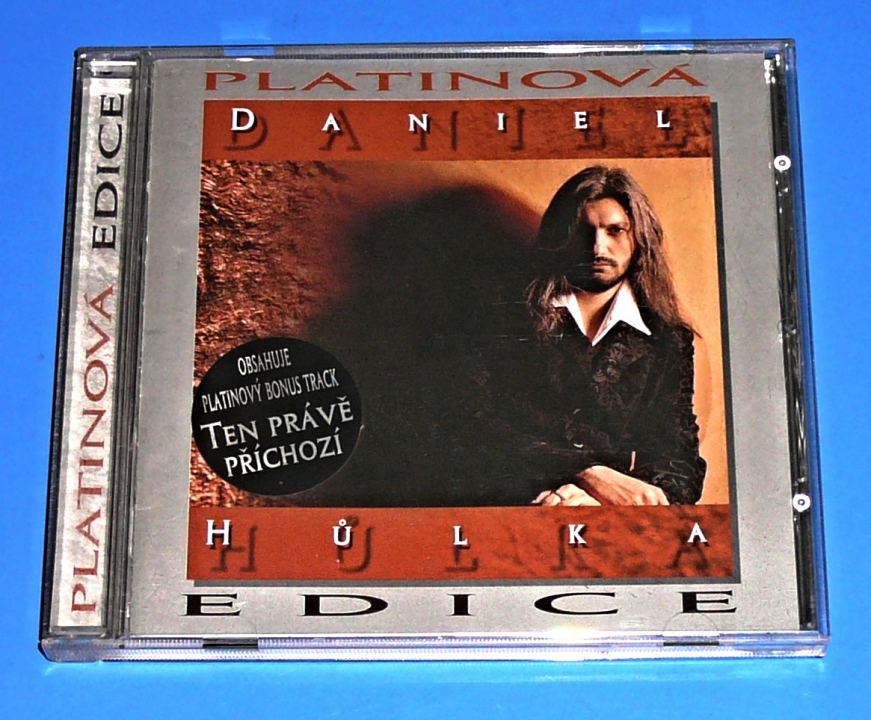 PLATINOVÁ EDICE
PLATINOVÁ
DANIEL
OBSAHUJE
PLATINOVÝ BONUS TRACK
TEN PRÁVĚ
PŘÍCHOZÍ
HŮLKA
EDICE